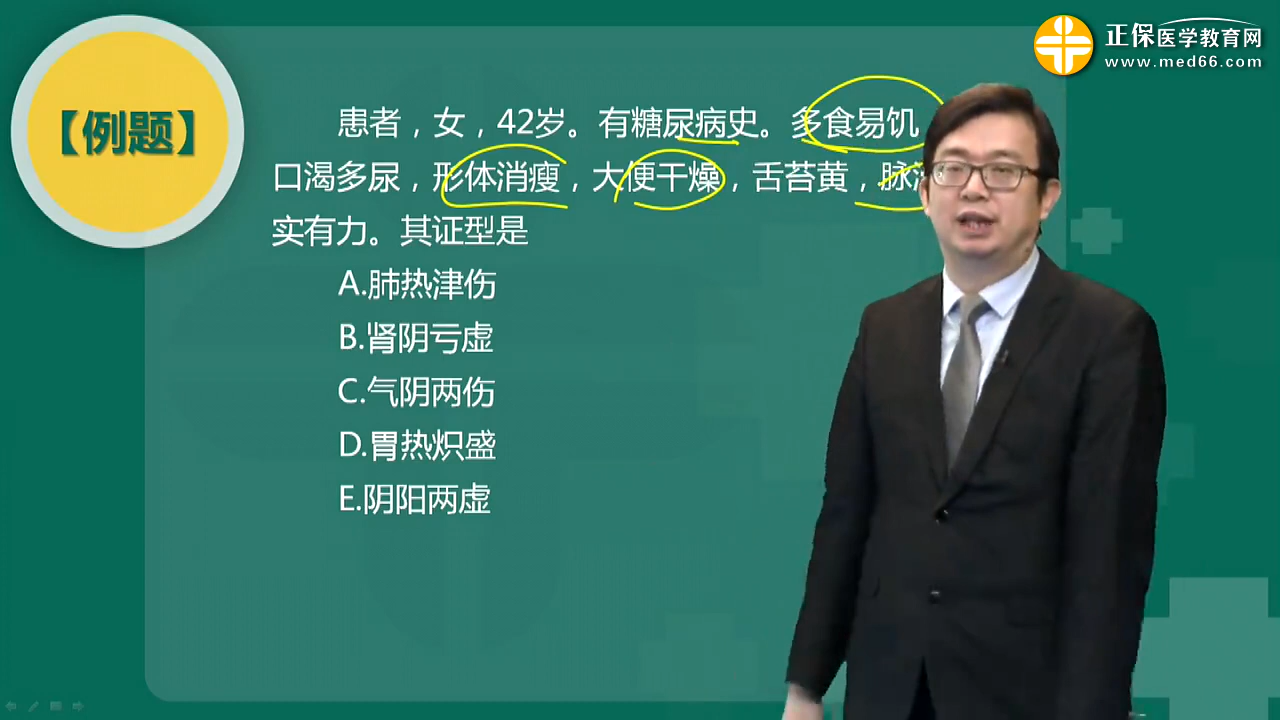 正保医学教育网
www.med66.com
【例题】
患者，女，42岁。有糖尿病史。多食易饥
口渴多尿，形体消瘦，大便干燥，舌苔黄，脉
实有力。其证型是
A.肺热津伤
B.肾阴亏虚
C.气阴两伤
D.胃热炽盛
E.阴阳两虚